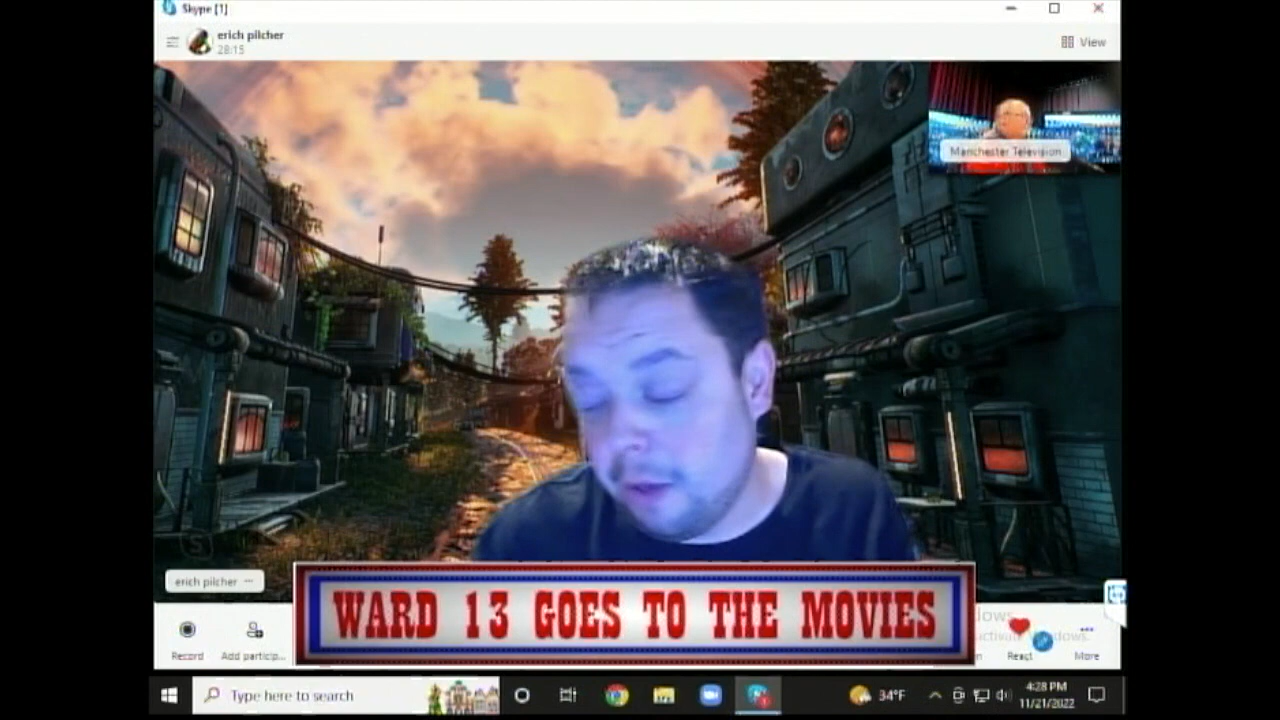 Skype [1]
erich pilcher
28:15
View
Manchester Television
erich pilcher
WARD 13 GOES TO THE MOVIES
Record
Add particip...
React
More
Type here to search
34°F
4:28 PM
11/21/2022